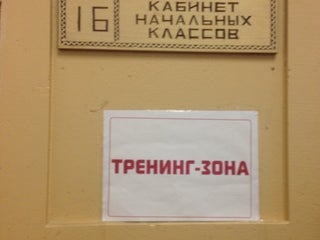 16
КАБИНЕТ
НАЧАЛЬНЫХ
КЛАССОВ
ТРЕНИНГ-ЗОНА